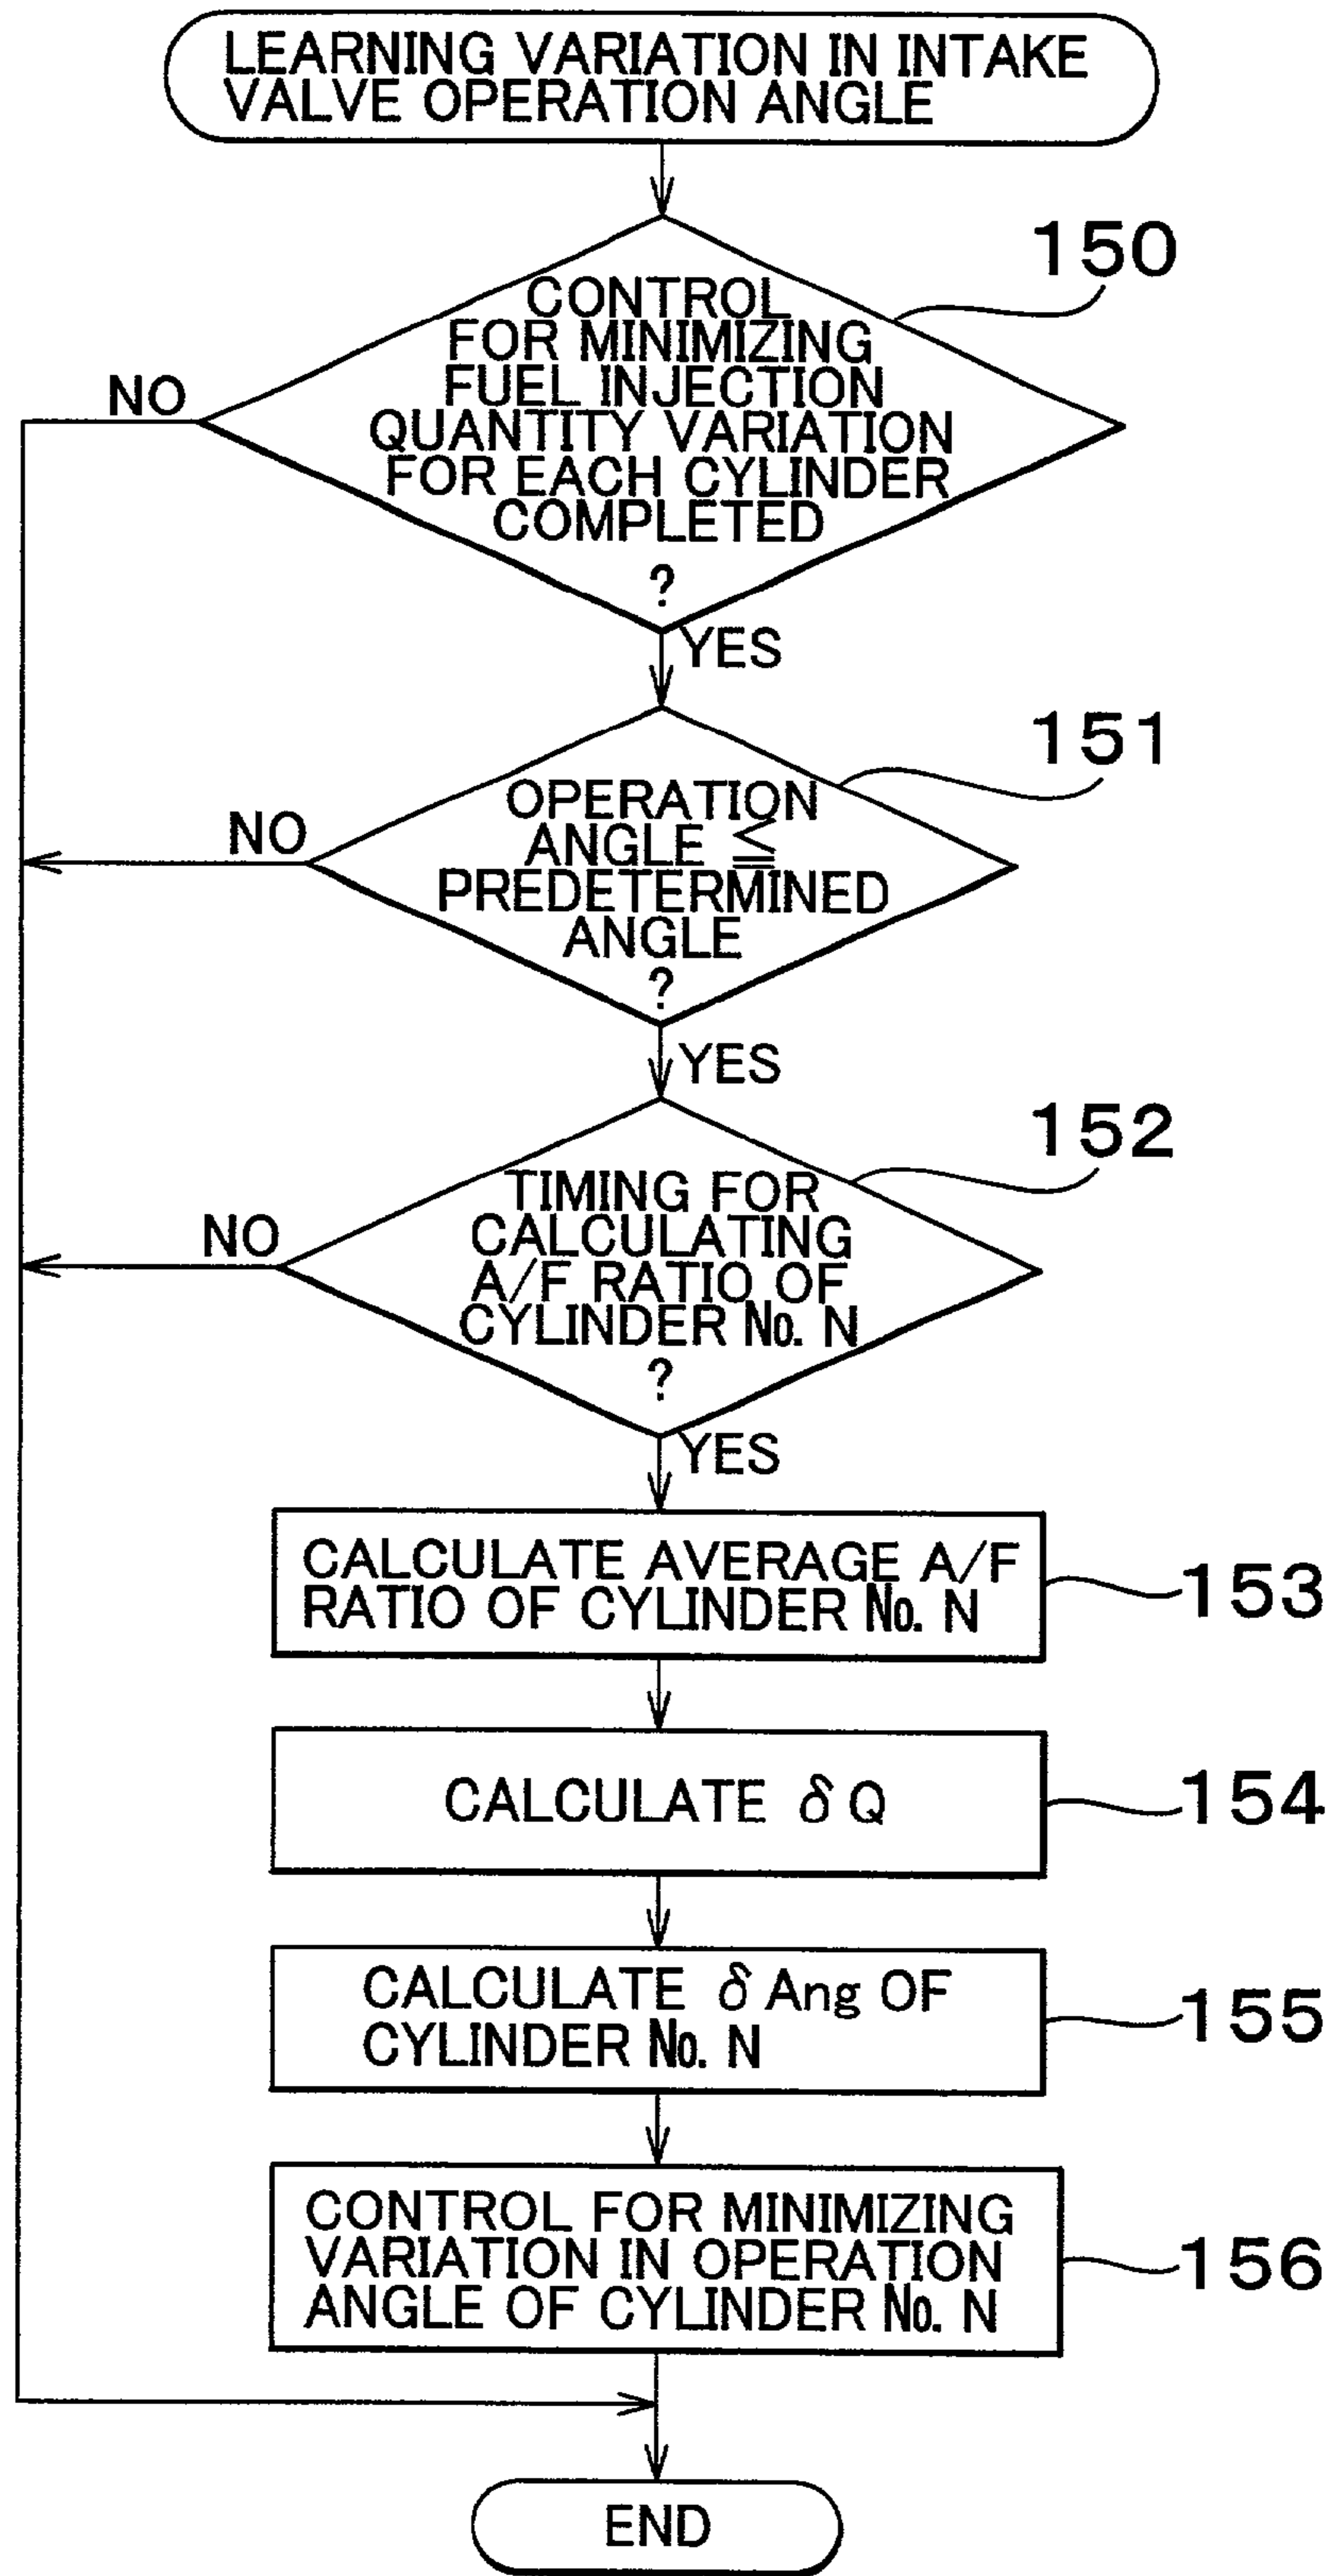 LEARNING VARIATION IN INTAKE
VALVE OPERATION ANGLE
150
CONTROL
FOR MINIMIZING
FUEL INJECTION
QUANTITY VARIATION
FOR EACH CYLINDER
COMPLETED
?
NO
YES
151
OPERATION
ANGLE ≦
PREDETERMINED
ANGLE
?
NO
YES
152
TIMING FOR
CALCULATING
A/F RATIO OF
CYLINDER №. N
?
NO
YES
CALCULATE AVERAGE A/F
RATIO OF CYLINDER №. N
153
CALCULATE δ Q
154
CALCULATE δ Ang OF
CYLINDER №. N
155
CONTROL FOR MINIMIZING
VARIATION IN OPERATION
ANGLE OF CYLINDER №. N
156
END